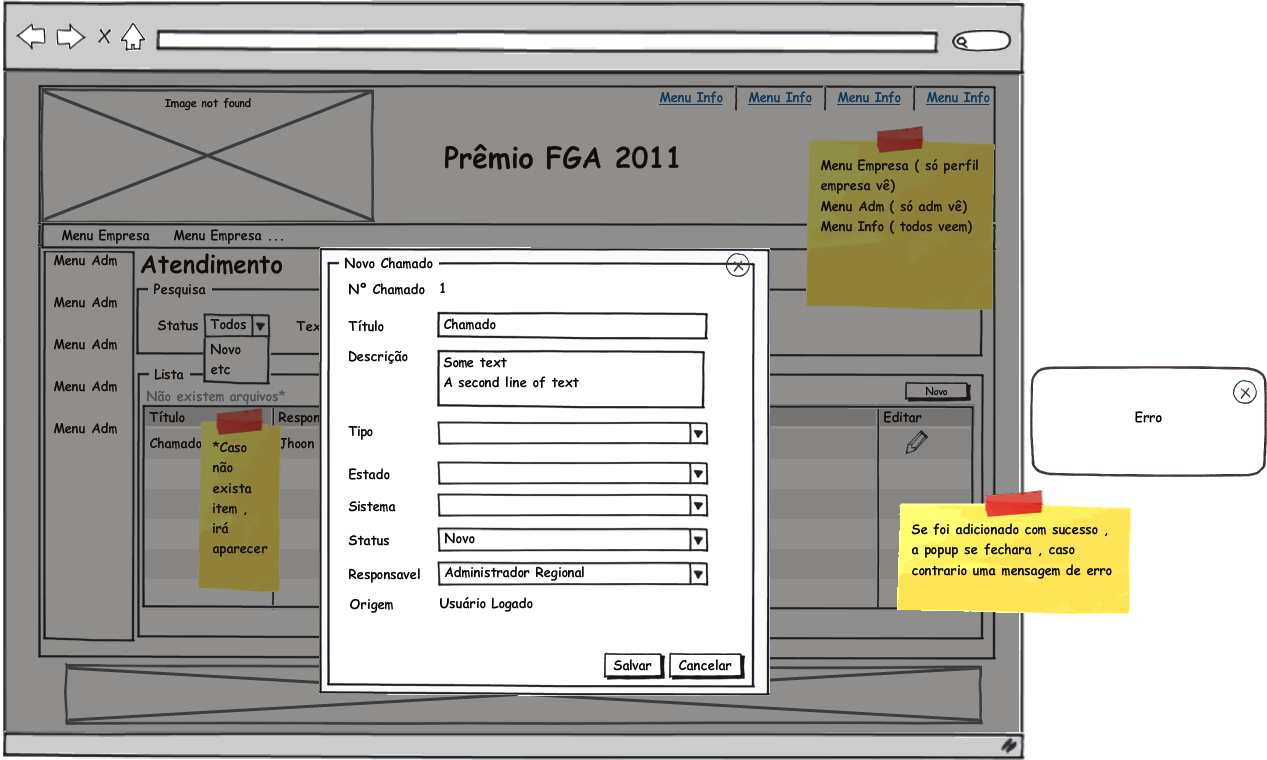 Image not found
Menu Info
Menu Info
Menu Info
Menu Info
Prêmio FGA 2011
Menu Empresa ( só perfil
empresa vê)
Menu Adm ( só adm vê)
Menu Info ( todos veem)
Menu Empresa
Menu Empresa ...
Menu Adm
Menu Adm
Menu Adm
Menu Adm
Menu Adm
Atendimento
Pesquisa
Status
Todos
Novo
etc
Tex
Lista
Não existem arquivos*
Novo
Título
Respon
Editar
Chamado
Jhoon
*Caso
não
exista
item ,
irá
aparecer
Novo Chamado
Nº Chamado 1
Título
Chamado
Descrição
Some text
A second line of text
Tipo
Estado
Sistema
Status
Novo
Responsavel
Administrador Regional
Origem
Usuário Logado
Salvar
Cancelar
Erro
Se foi adicionado com sucesso ,
a popup se fechara , caso
contrario uma mensagem de erro